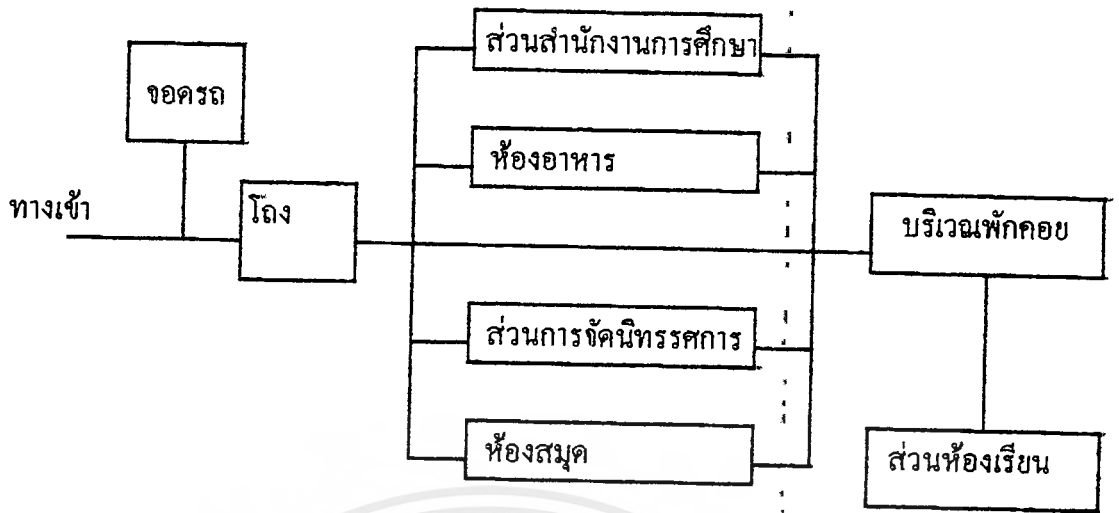 ส่วนสำนักงานการศึกษา
จอดรถ
ห้องอาหาร
ทางเข้า
โถง
บริเวณพักคอย
ส่วนการจัดนิทรรศการ
ห้องสมุด
ส่วนห้องเรียน